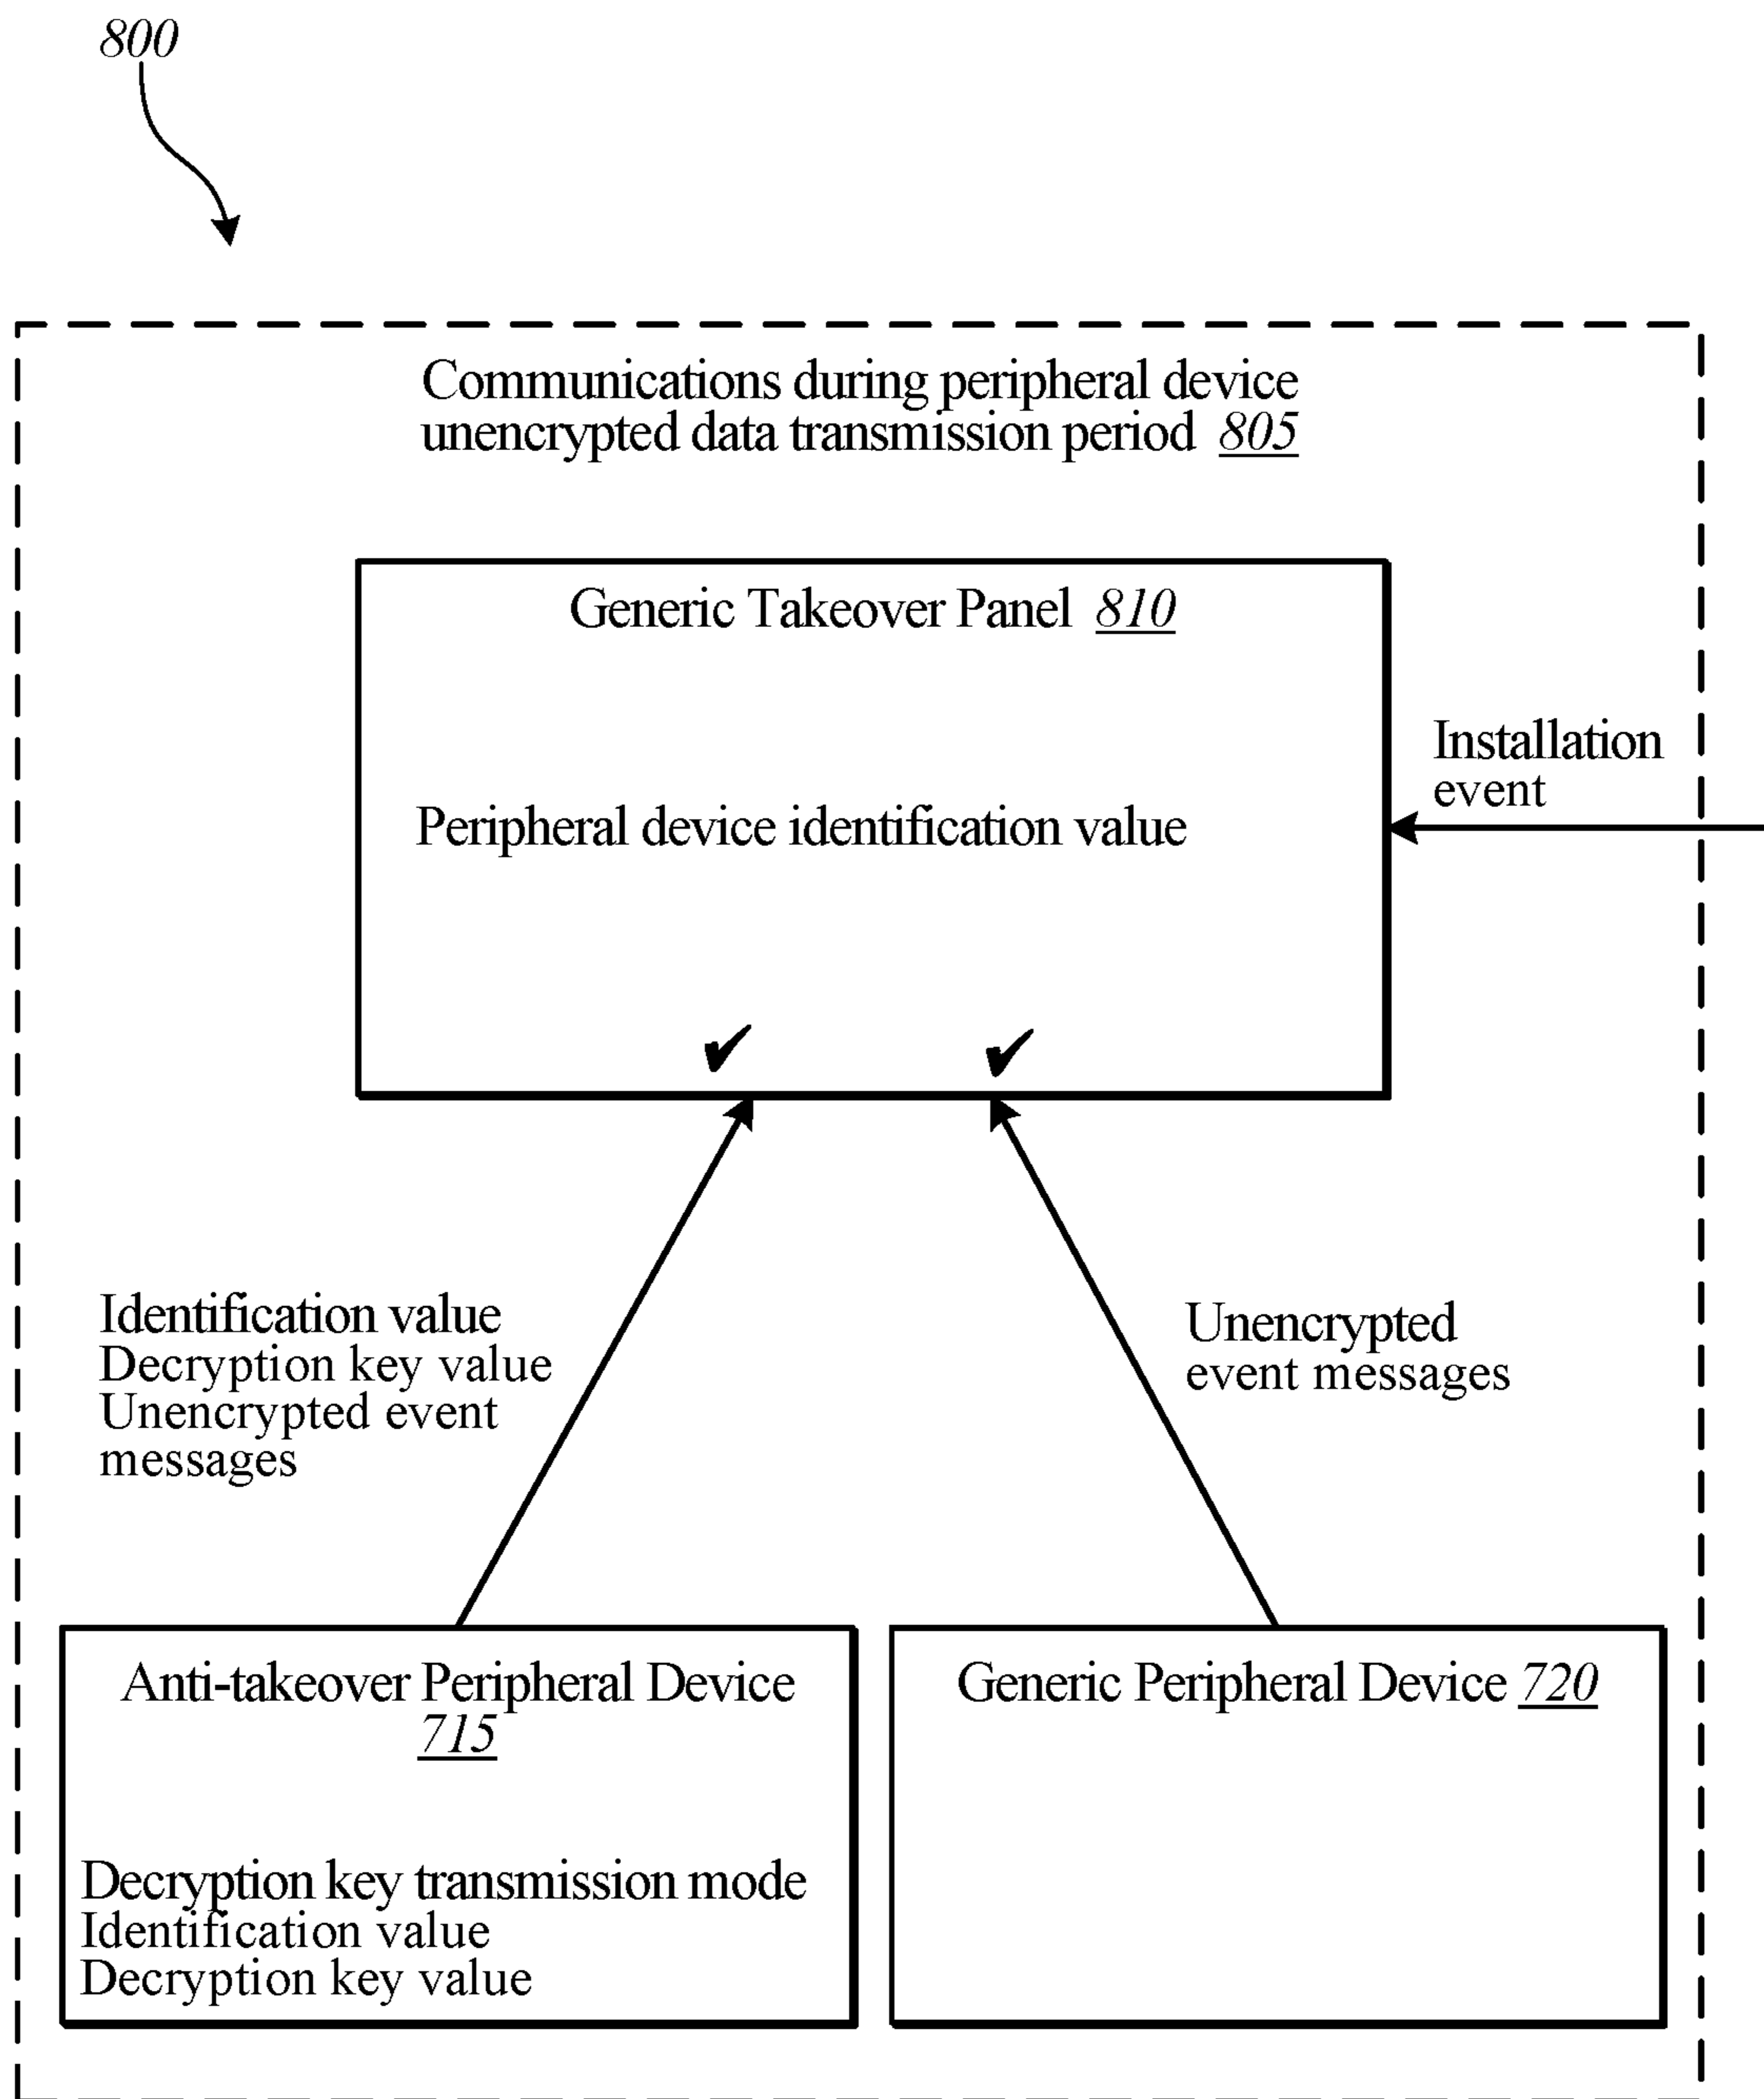 800
Communications during peripheral device
unencrypted data transmission period 805
Generic Takeover Panel 810
Installation
event
Peripheral device identification value
Identification value
Decryption key value
Unencrypted event
messages
Unencrypted
event messages
Anti-takeover Peripheral Device
715
Decryption key transmission mode
Identification value
Decryption key value
Generic Peripheral Device 720